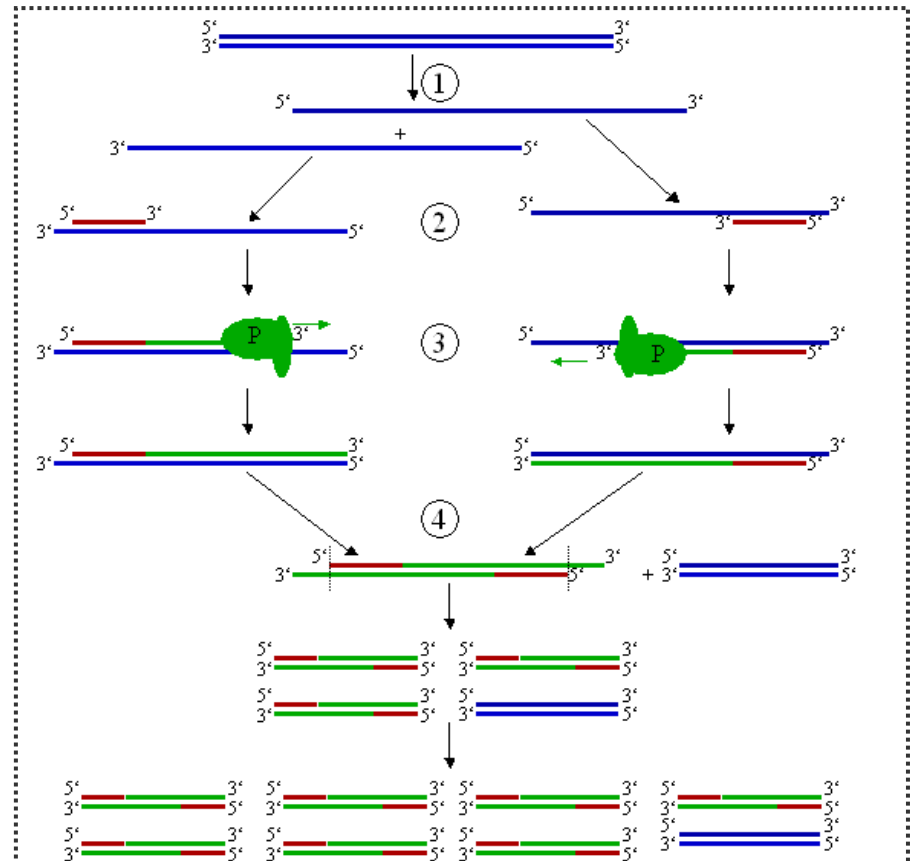 5‘ 3‘
3‘ 5‘
1
5‘ 3‘
+
3‘ 5‘
5‘ 3‘ 2 3‘
3‘ 5‘ 3‘ 5‘
5‘ P 3‘ 3 5‘ 3‘
3‘ 5‘ 3‘ P 5‘
5‘ 3‘ 5‘ 3‘
3‘ 5‘ 3‘ 5‘
4
5‘ 3‘ 5‘ 3‘
3‘ 5‘ + 3‘ 5‘
5‘ 3‘ 5‘ 3‘
3‘ 5‘ 3‘ 5‘
5‘ 3‘ 5‘ 3‘
3‘ 5‘ 3‘ 5‘
5‘ 3‘ 5‘ 3‘ 5‘ 3‘ 5‘ 3‘
3‘ 5‘ 3‘ 5‘ 3‘ 5‘ 3‘ 5‘
5‘ 3‘ 5‘ 3‘ 5‘ 3‘ 5‘ 3‘
3‘ 5‘ 3‘ 5‘ 3‘ 5‘ 3‘ 5‘